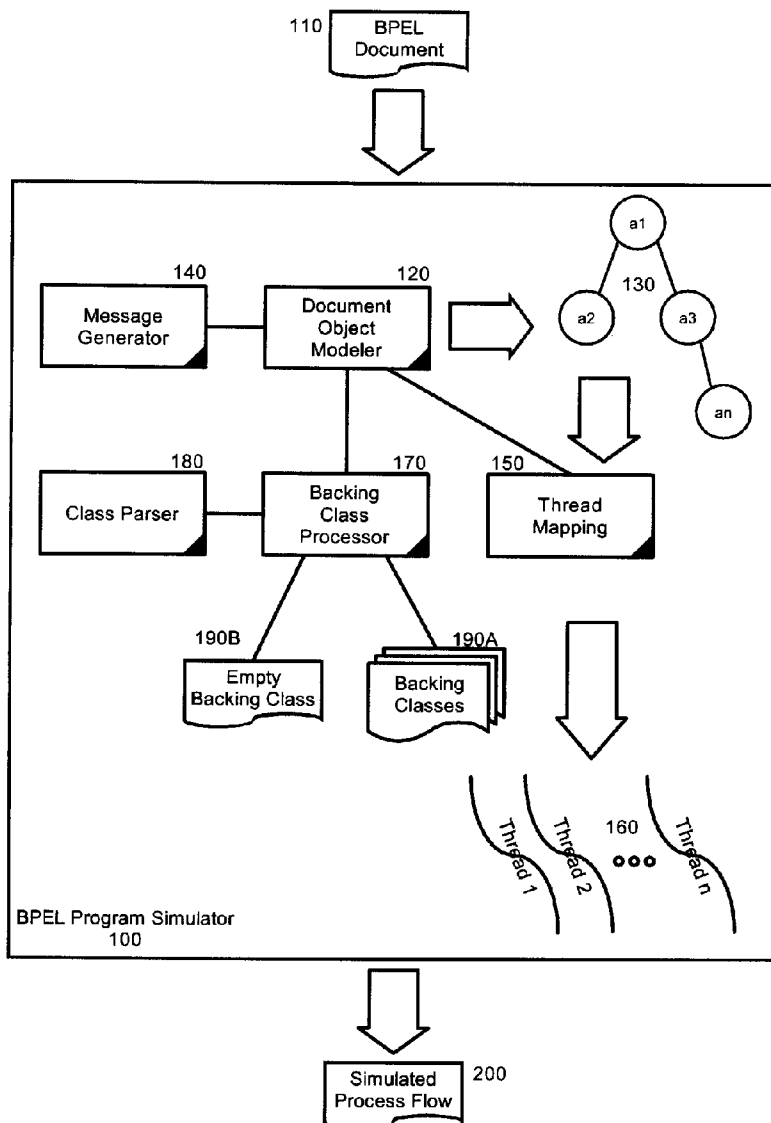 110
BPEL
Document
a1
140
120
130
Message
Generator
Document
Object
Modeler
a2
a3
an
180
170
150
Class Parser
Backing
Class
Processor
Thread
Mapping
190B
190A
Empty
Backing Class
Backing
Classes
Thread 1
Thread 2
160
Thread n
BPEL Program Simulator
100
Simulated
Process Flow
200